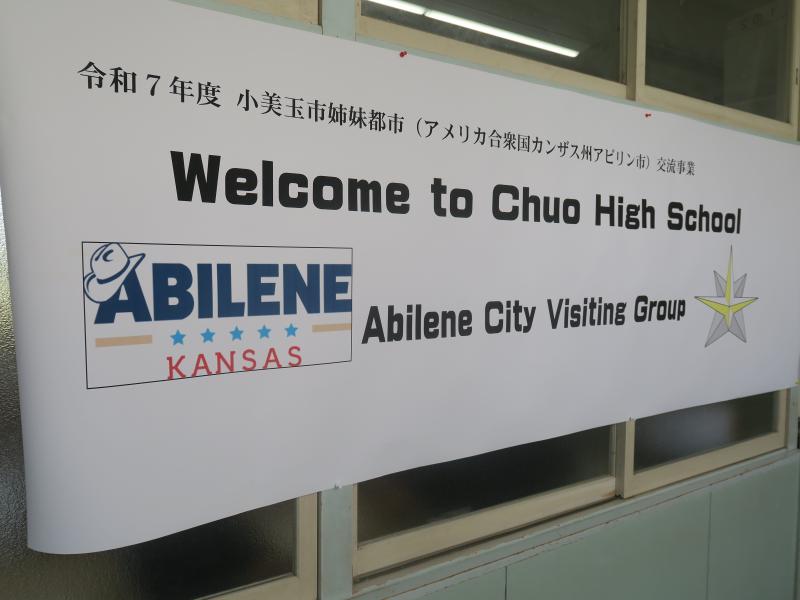 令和７年度 小美玉市姉妹都市（アメリカ合衆国カンザス州アビリン市）交流事業
Welcome to Chuo High School
ABILENE
KANSAS
Abilene City Visiting Group